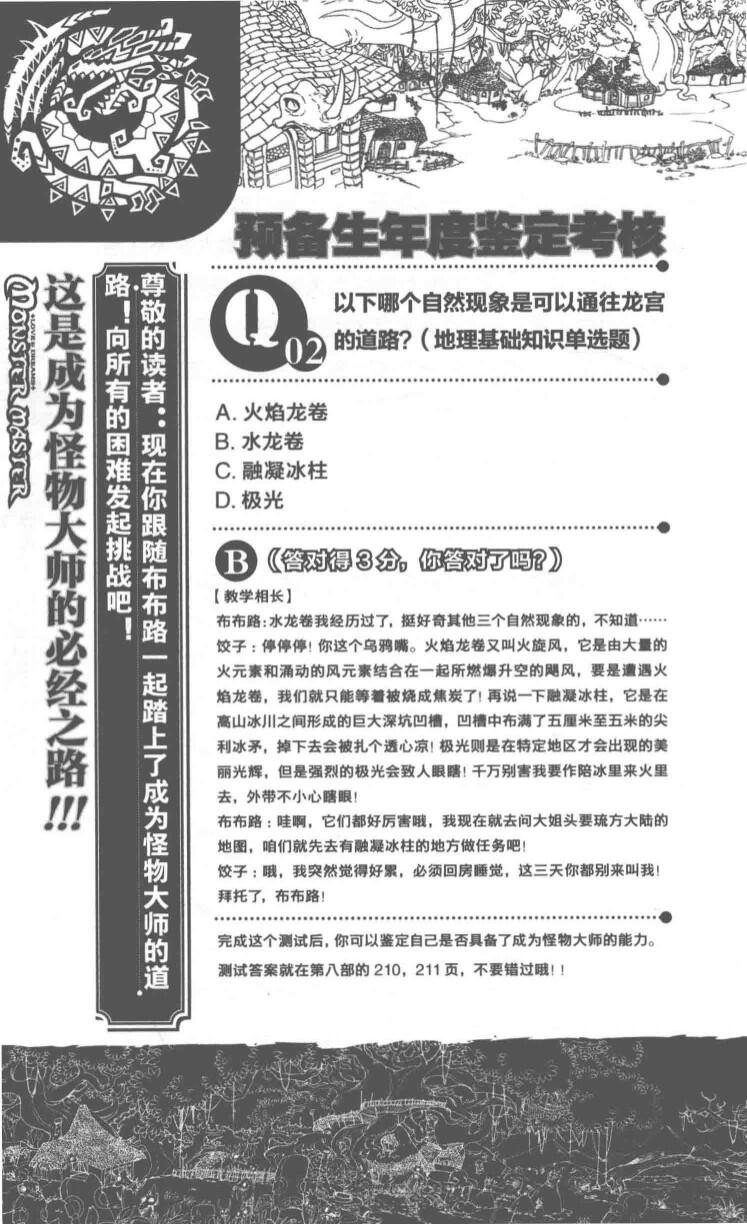 预备生年度鉴定考核
Q02
以下哪个自然现象是可以通往龙宫
的道路?（地理基础知识单选题）
A. 火焰龙卷
B. 水龙卷
C. 融凝冰柱
D. 极光
B（答对得3分，你答对了吗?）
【教学相长】
布布路:水龙卷我经历过了，挺好奇其他三个自然现象的，不知道……
饺子：停停停! 你这个乌鸦嘴。火焰龙卷又叫火旋风，它是由大量的
火元素和涌动的风元素结合在一起所燃爆升空的飓风，要是遭遇火
焰龙卷，我们就只能等着被烧成焦炭了! 再说一下融凝冰柱，它是在
高山冰川之间形成的巨大深坑凹槽，凹槽中布满了五厘米至五米的尖
利冰矛，掉下去会被扎个透心凉! 极光则是在特定地区才会出现的美
丽光辉，但是强烈的极光会致人眼瞎! 千万别害我要作陪冰里来火里
去，外带不小心瞎眼!
布布路：哇啊，它们都好厉害哦，我现在就去问大姐头要琉方大陆的
地图，咱们就先去有融凝冰柱的地方做任务吧!
饺子：哦，我突然觉得好累，必须回房睡觉，这三天你都别来叫我!
拜托了，布布路!
完成这个测试后，你可以鉴定自己是否具备了成为怪物大师的能力。
测试答案就在第八部的210，211页，不要错过哦!!
尊敬的读者：现在你跟随布布路一起踏上了成为怪物大师的道
路！向所有的困难发起挑战吧！
这是成为怪物大师的必经之路!!!
LOVE & DREAMS
MONSTER MASTER